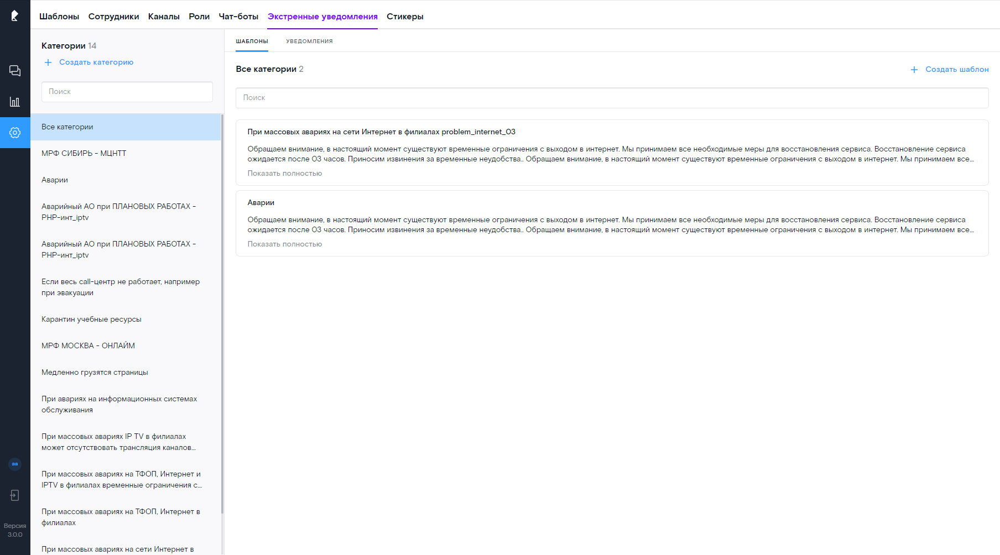 Шаблоны Сотрудники Каналы Роли Чат-боты Экстренные уведомления Стикеры
Категории 14
Создать категорию
Поиск
Все категории
МРФ СИБИРЬ - МЦНТТ
Аварии
Аварийный АО при ПЛАНОВЫХ РАБОТАХ -
РНР-инт_iptv
Аварийный АО при ПЛАНОВЫХ РАБОТАХ -
РНР-инт_iptv
Если весь call-центр не работает, например
при эвакуации
Карантин учебные ресурсы
МРФ МОСКВА - ОНЛАЙМ
Медленно грузятся страницы
При авариях на информационных системах
обслуживания
При массовых авариях IP TV в филиалах
может отсутствовать трансляция каналов...
При массовых авариях на ТФОП, Интернет и
IPTV в филиалах временные ограничения с...
При массовых авариях на ТФОП, Интернет в
филиалах
При массовых авариях на сети Интернет в
ШАБЛОНЫ УВЕДОМЛЕНИЯ
Все категории 2
Создать шаблон
Поиск
При массовых авариях на сети Интернет в филиалах problem_internet_03
Обращаем внимание, в настоящий момент существуют временные ограничения с выходом в интернет. Мы принимаем все необходимые меры для восстановления сервиса. Восстановление сервиса
ожидается после 03 часов. Приносим извинения за временные неудобства.. Обращаем внимание, в настоящий момент существуют временные ограничения с выходом в интернет. Мы принимаем все...
Показать полностью
Аварии
Обращаем внимание, в настоящий момент существуют временные ограничения с выходом в интернет. Мы принимаем все необходимые меры для восстановления сервиса. Восстановление сервиса
ожидается после 03 часов. Приносим извинения за временные неудобства.. Обращаем внимание, в настоящий момент существуют временные ограничения с выходом в интернет. Мы принимаем все...
Показать полностью
аа
Версия
3.0.0